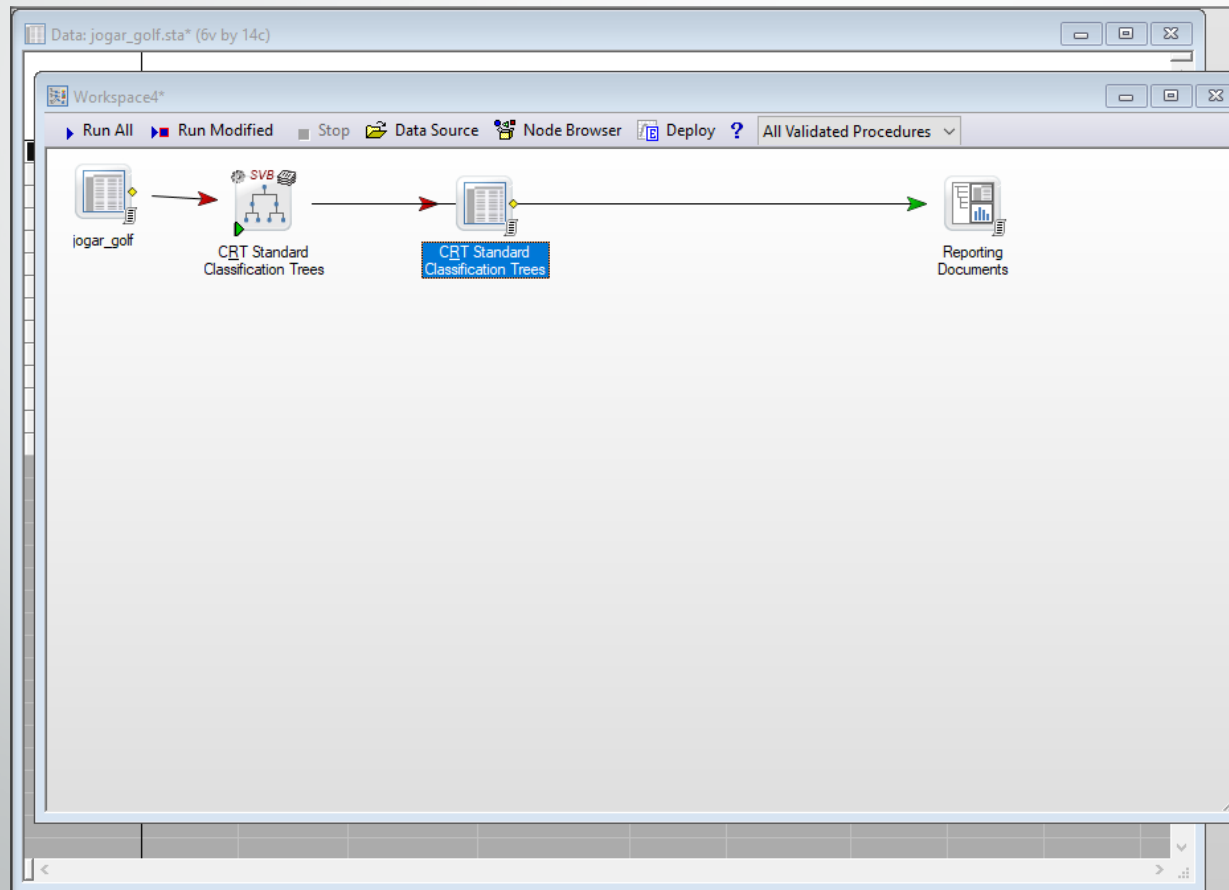 Data: jogar_golf.sta* (6v by 14c)
Workspace4*
Run All Run Modified Stop Data Source Node Browser Deploy ? All Validated Procedures
SVB
jogar_golf
CRT Standard
Classification Trees
CRT Standard
Classification Trees
Reporting
Documents